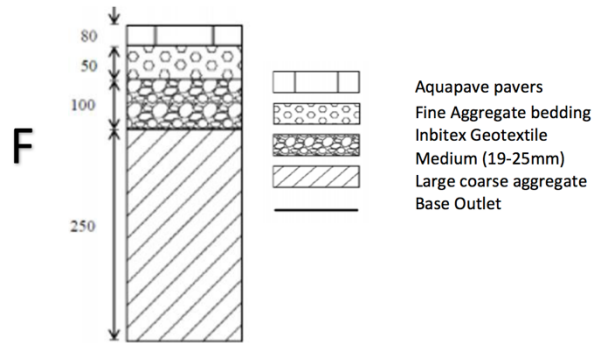 80
50
100
F
250
Aquapave pavers
Fine Aggregate bedding
Inbitex Geotextile
Medium (19-25mm)
Large coarse aggregate
Base Outlet